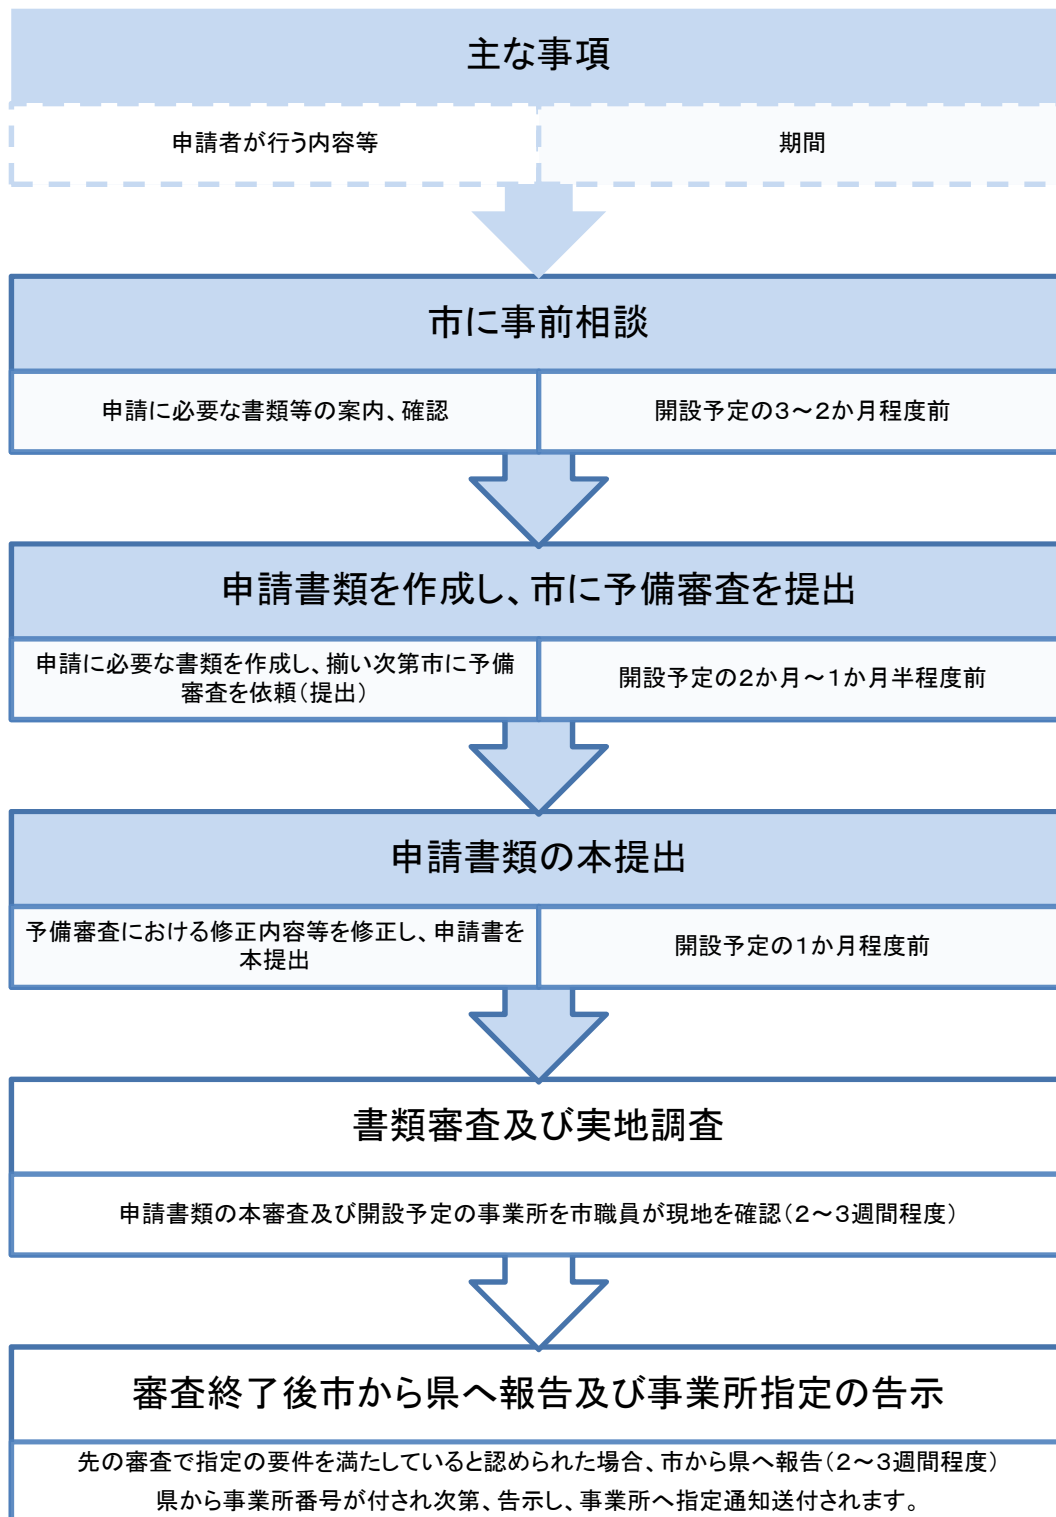 主な事項
申請者が行う内容等
期間
市に事前相談
申請に必要な書類等の案内、確認
開設予定の3～2か月程度前
申請書類を作成し、市に予備審査を提出
申請に必要な書類を作成し、揃い次第市に予備
審査を依頼(提出)
開設予定の2か月～1か月半程度前
申請書類の本提出
予備審査における修正内容等を修正し、申請書を
本提出
開設予定の1か月程度前
書類審査及び実地調査
申請書類の本審査及び開設予定の事業所を市職員が現地を確認(2～3週間程度)
審査終了後市から県へ報告及び事業所指定の告示
先の審査で指定の要件を満たしていると認められた場合、市から県へ報告(2～3週間程度)
県から事業所番号が付され次第、告示し、事業所へ指定通知送付されます。